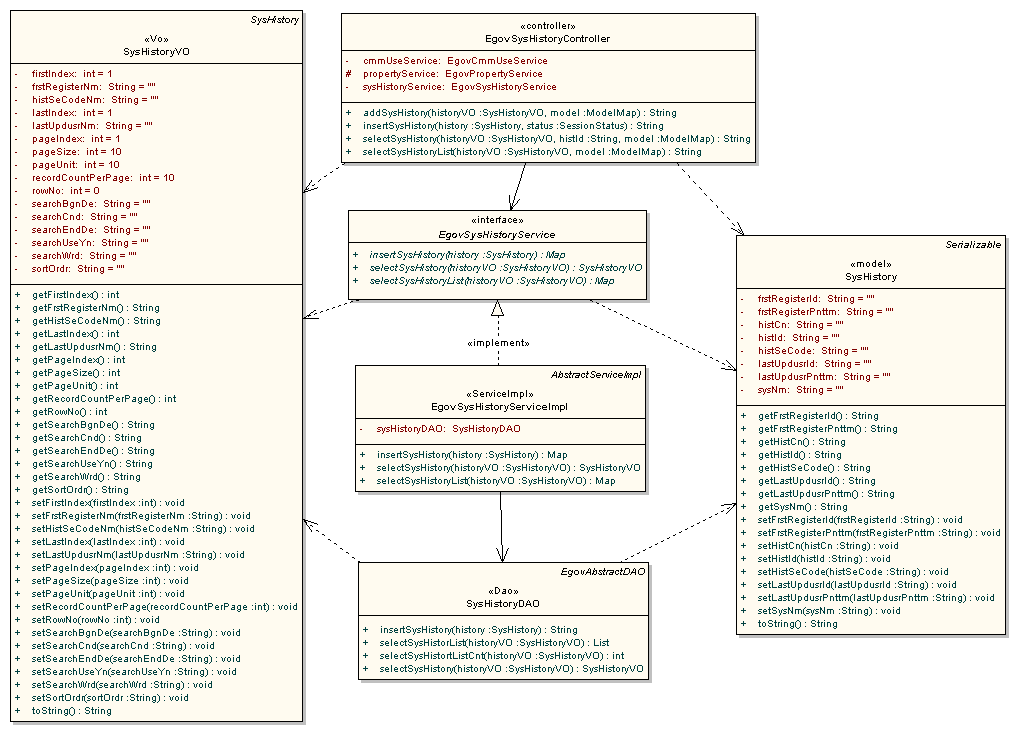 SysHistory
«Vo»
SysHistoryVO
- firstIndex: int = 1
- frstRegisterNm: String = ""
- histSeCodeNm: String = ""
- lastIndex: int = 1
- lastUpdusrNm: String = ""
- pageIndex: int = 1
- pageSize: int = 10
- pageUnit: int = 10
- recordCountPerPage: int = 10
- rowNo: int = 0
- searchBgnDe: String = ""
- searchCnd: String = ""
- searchEndDe: String = ""
- searchUseYn: String = ""
- searchWrd: String = ""
- sortOrdr: String = ""
+ getFirstIndex() : int
+ getFrstRegisterNm() : String
+ getHistSeCodeNm() : String
+ getLastIndex() : int
+ getLastUpdusrNm() : String
+ getPageIndex() : int
+ getPageSize() : int
+ getPageUnit() : int
+ getRecordCountPerPage() : int
+ getRowNo() : int
+ getSearchBgnDe() : String
+ getSearchCnd() : String
+ getSearchEndDe() : String
+ getSearchUseYn() : String
+ getSearchWrd() : String
+ getSortOrdr() : String
+ setFirstIndex(firstIndex :int) : void
+ setFrstRegisterNm(frstRegisterNm :String) : void
+ setHistSeCodeNm(histSeCodeNm :String) : void
+ setLastIndex(lastIndex :int) : void
+ setLastUpdusrNm(lastUpdusrNm :String) : void
+ setPageIndex(pageIndex :int) : void
+ setPageSize(pageSize :int) : void
+ setPageUnit(pageUnit :int) : void
+ setRecordCountPerPage(recordCountPerPage :int) : void
+ setRowNo(rowNo :int) : void
+ setSearchBgnDe(searchBgnDe :String) : void
+ setSearchCnd(searchCnd :String) : void
+ setSearchEndDe(searchEndDe :String) : void
+ setSearchUseYn(searchUseYn :String) : void
+ setSearchWrd(searchWrd :String) : void
+ setSortOrdr(sortOrdr :String) : void
+ toString() : String
«controller»
EgovSysHistoryController
- cmmUseService: EgovCmmUseService
# propertyService: EgovPropertyService
- sysHistoryService: EgovSysHistoryService
+ addSysHistory(historyVO :SysHistoryVO, model :ModelMap) : String
+ insertSysHistory(history :SysHistory, status :SessionStatus) : String
+ selectSysHistory(historyVO :SysHistoryVO, histId :String, model :ModelMap) : String
+ selectSysHistoryList(historyVO :SysHistoryVO, model :ModelMap) : String
«interface»
EgovSysHistoryService
+ insertSysHistory(history :SysHistory) : Map
+ selectSysHistory(historyVO :SysHistoryVO) : SysHistoryVO
+ selectSysHistoryList(historyVO :SysHistoryVO) : Map
«implement»
AbstractServiceImpl
«ServiceImpl»
EgovSysHistoryServiceImpl
- sysHistoryDAO: SysHistoryDAO
+ insertSysHistory(history :SysHistory) : Map
+ selectSysHistory(historyVO :SysHistoryVO) : SysHistoryVO
+ selectSysHistoryList(historyVO :SysHistoryVO) : Map
EgovAbstractDAO
«Dao»
SysHistoryDAO
+ insertSysHistory(history :SysHistory) : String
+ selectSysHistorList(historyVO :SysHistoryVO) : List
+ selectSysHistortListCnt(historyVO :SysHistoryVO) : int
+ selectSysHistory(historyVO :SysHistoryVO) : SysHistoryVO
Serializable
«model»
SysHistory
- frstRegisterId: String = ""
- frstRegisterPnttm: String = ""
- histCn: String = ""
- histId: String = ""
- histSeCode: String = ""
- lastUpdusrId: String = ""
- lastUpdusrPnttm: String = ""
- sysNm: String = ""
+ getFrstRegisterId() : String
+ getFrstRegisterPnttm() : String
+ getHistCn() : String
+ getHistId() : String
+ getHistSeCode() : String
+ getLastUpdusrId() : String
+ getLastUpdusrPnttm() : String
+ getSysNm() : String
+ setFrstRegisterId(frstRegisterId :String) : void
+ setFrstRegisterPnttm(frstRegisterPnttm :String) : void
+ setHistCn(histCn :String) : void
+ setHistId(histId :String) : void
+ setHistSeCode(histSeCode :String) : void
+ setLastUpdusrId(lastUpdusrId :String) : void
+ setLastUpdusrPnttm(lastUpdusrPnttm :String) : void
+ setSysNm(sysNm :String) : void
+ toString() : String